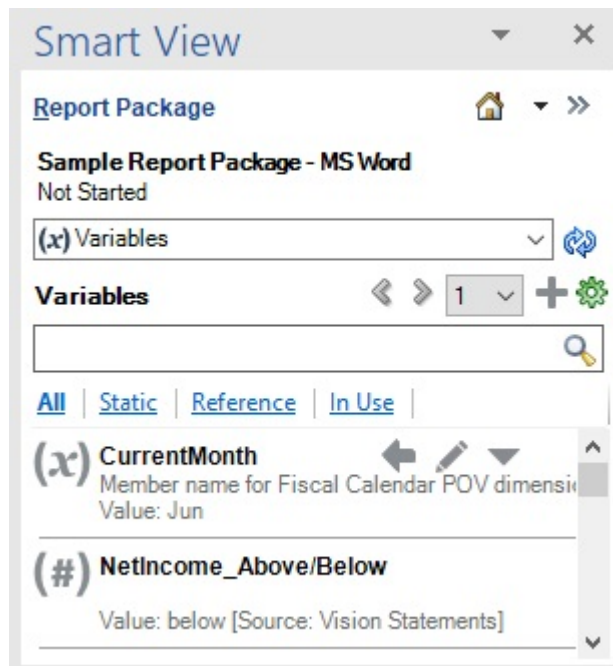 Smart View
Report Package
Sample Report Package - MS Word
Not Started
(x) Variables
Variables
1
All | Static | Reference | In Use |
(x) CurrentMonth
Member name for Fiscal Calendar POV dimensi
Value: Jun
(#) NetIncome_Above/Below
Value: below [Source: Vision Statements]